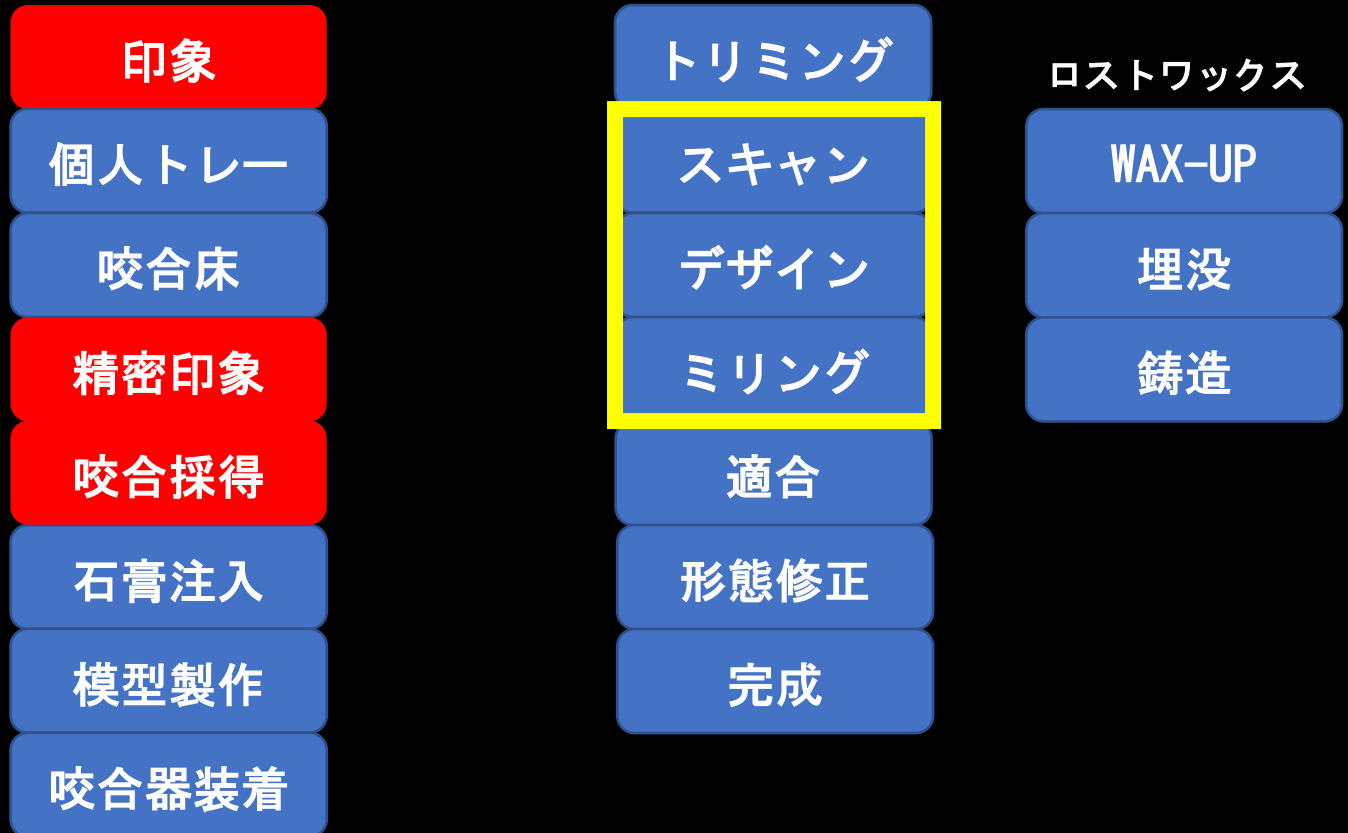 印象
個人トレー
咬合床
精密印象
咬合採得
石膏注入
模型製作
咬合器装着
トリミング
スキャン
デザイン
ミリング
適合
形態修正
完成
ロストワックス
WAX-UP
埋没
鋳造